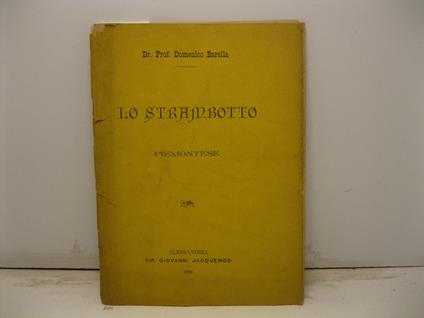 Dr. Prof. Domenico Barella
LO STRAMBOTTO
PIEMONTESE
ALESSANDRIA
TIP. GIOVANNI JACQUEMOD